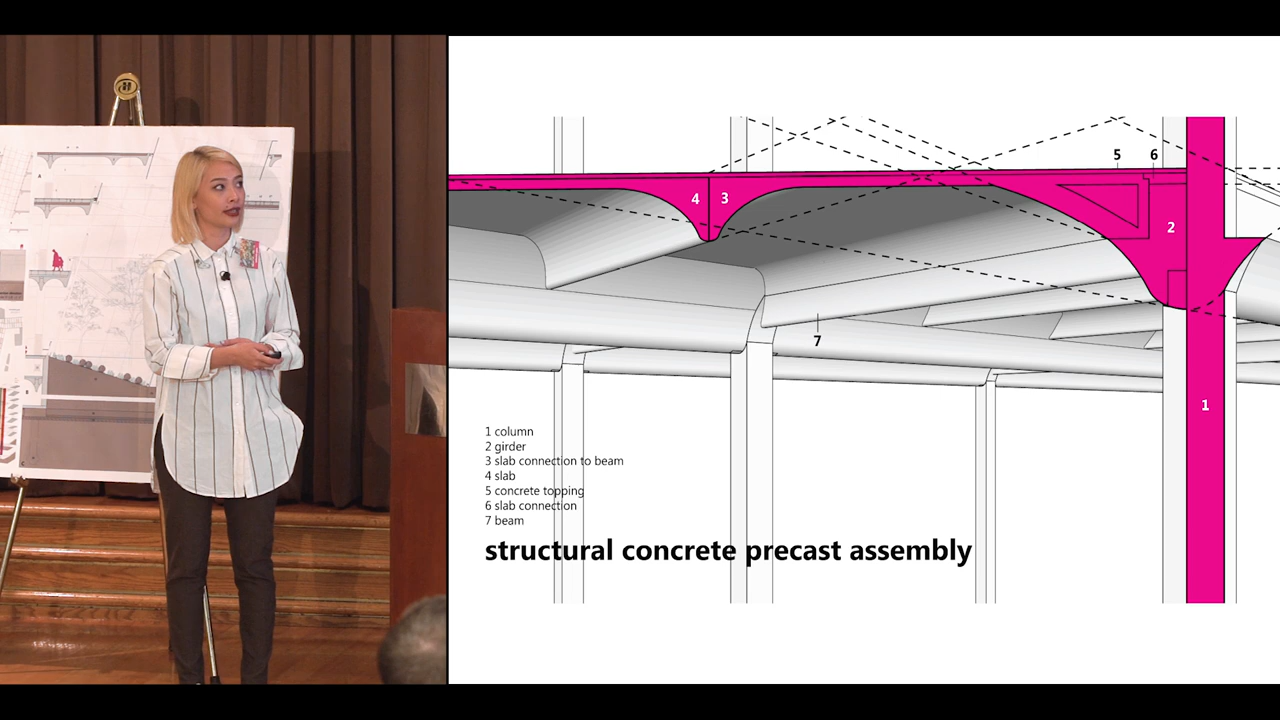 5 6
4 3
2
7
1
1 column
2 girder
3 slab connection to beam
4 slab
5 concrete topping
6 slab connection
7 beam
structural concrete precast assembly